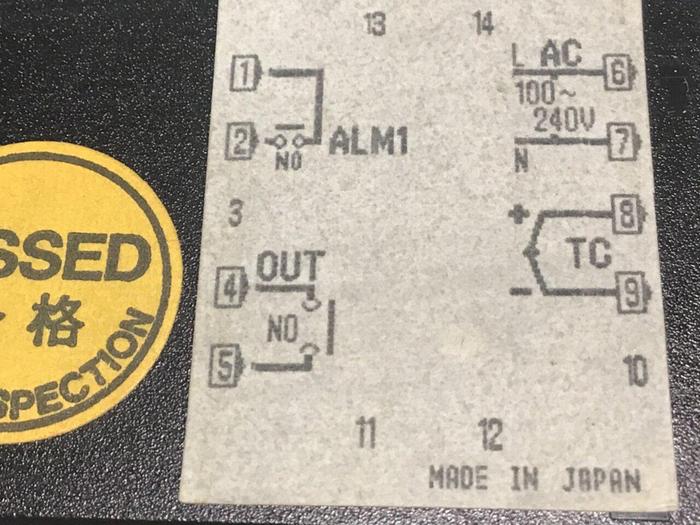 13 14
1
L AC 6
100~
240V
2 NO ALM1
N 7
3
+ 8
TC
- 9
4 OUT
NO
5
10
11 12
MADE IN JAPAN
SSED
格
SPECTION